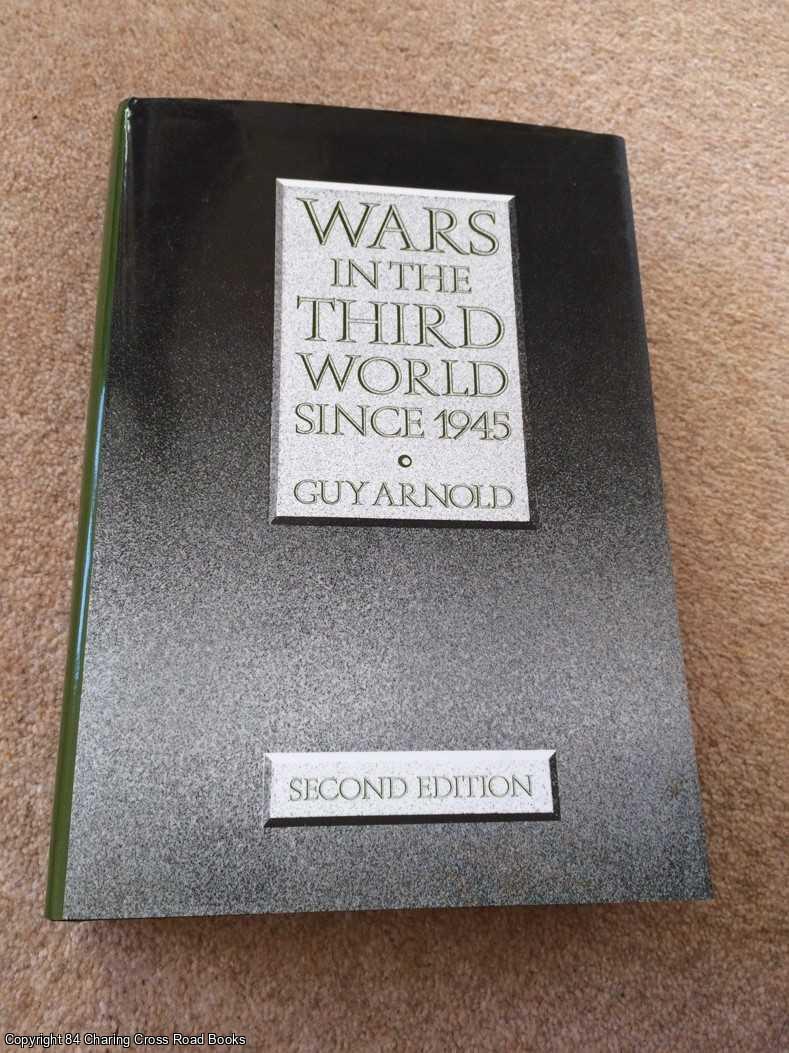 WARS
IN THE
THIRD
WORLD
SINCE 1945
GUY ARNOLD
SECOND EDITION
Copyright 84 Charing Cross Road Books